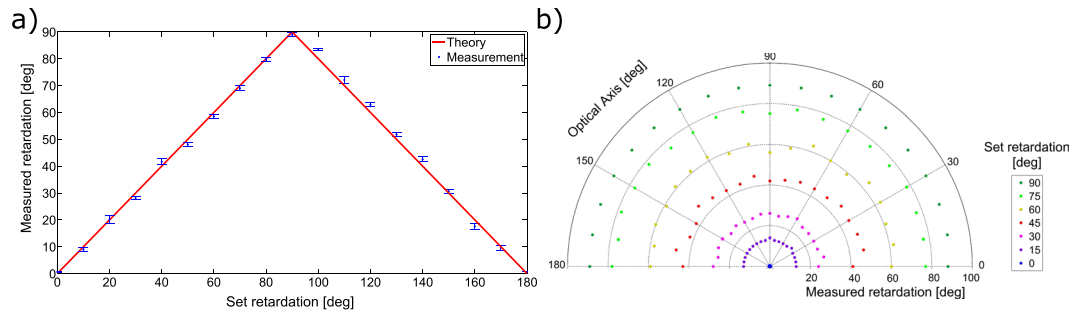 a)
Measured retardation [deg]
90
80
70
60
50
40
30
20
10
0
0 20 40 60 80 100 120 140 160 180
Set retardation [deg]
Theory
Measurement
b)
Optical Axis [deg]
180
150
120
90
60
30
0
20 40 60 80 100
Measured retardation [deg]
Set retardation
[deg]
90
75
60
45
30
15
0